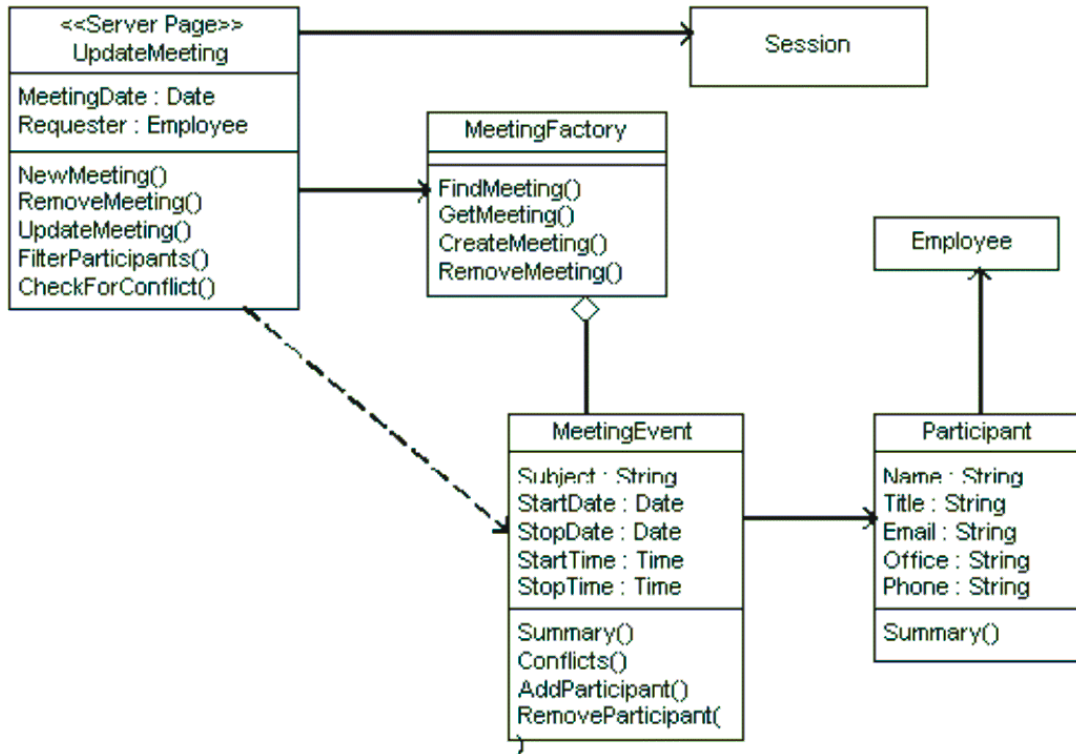 <<Server Page>>
UpdateMeeting
MeetingDate : Date
Requester : Employee
NewMeeting()
RemoveMeeting()
UpdateMeeting()
FilterParticipants()
CheckForConflict()
Session
MeetingFactory
FindMeeting()
GetMeeting()
CreateMeeting()
RemoveMeeting()
Employee
MeetingEvent
Subject : String
StartDate : Date
StopDate : Date
StartTime : Time
StopTime : Time
Summary()
Conflicts()
AddParticipant()
RemoveParticipant(
)
Participant
Name : String
Title : String
Email : String
Office : String
Phone : String
Summary()